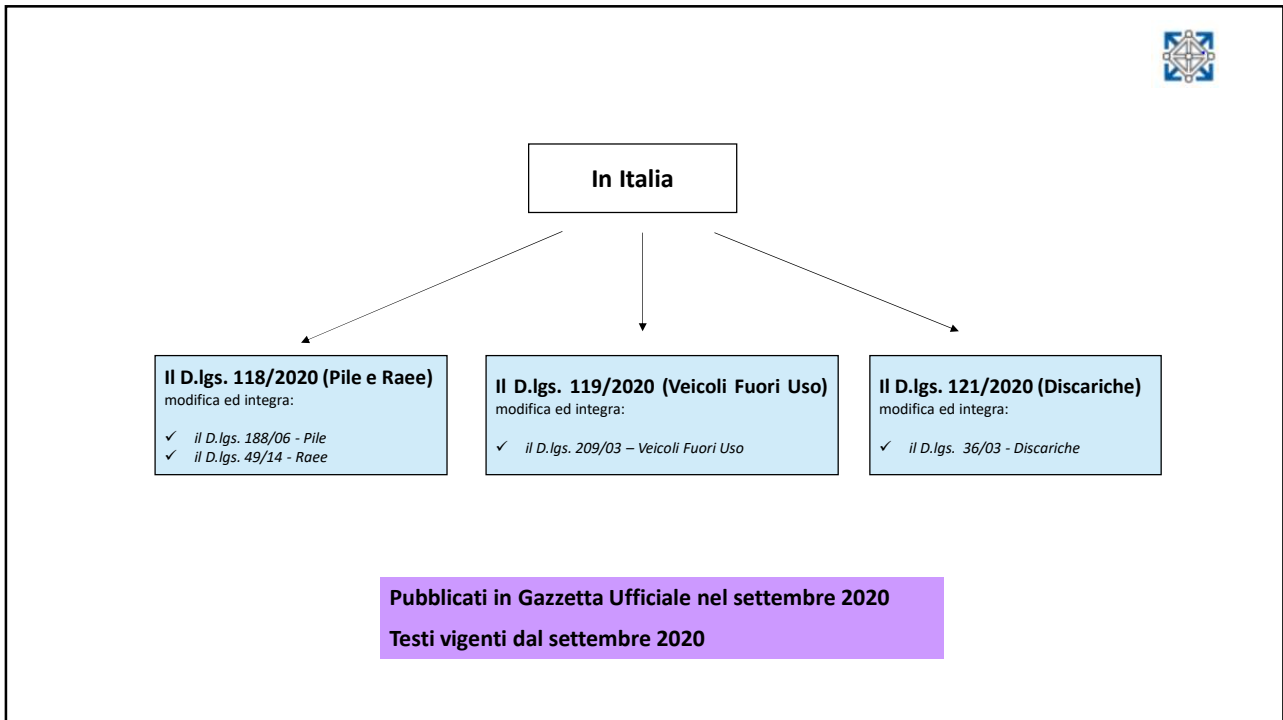 In Italia
Il D.lgs. 118/2020 (Pile e Raee)
modifica ed integra:
✓ il D.lgs. 188/06 - Pile
✓ il D.lgs. 49/14 - Raee
Il D.lgs. 119/2020 (Veicoli Fuori Uso)
modifica ed integra:
✓ il D.lgs. 209/03 – Veicoli Fuori Uso
Il D.lgs. 121/2020 (Discariche)
modifica ed integra:
✓ il D.lgs. 36/03 - Discariche
Pubblicati in Gazzetta Ufficiale nel settembre 2020
Testi vigenti dal settembre 2020